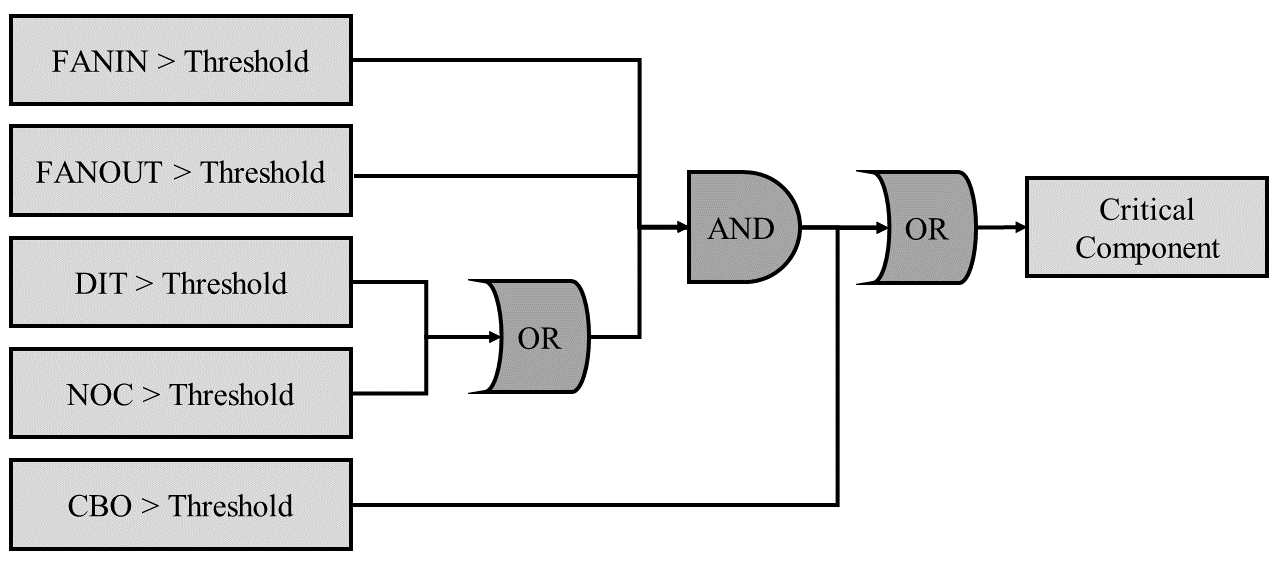 FANIN > Threshold
FANOUT > Threshold
DIT > Threshold
NOC > Threshold
CBO > Threshold
OR
AND
OR
Critical
Component